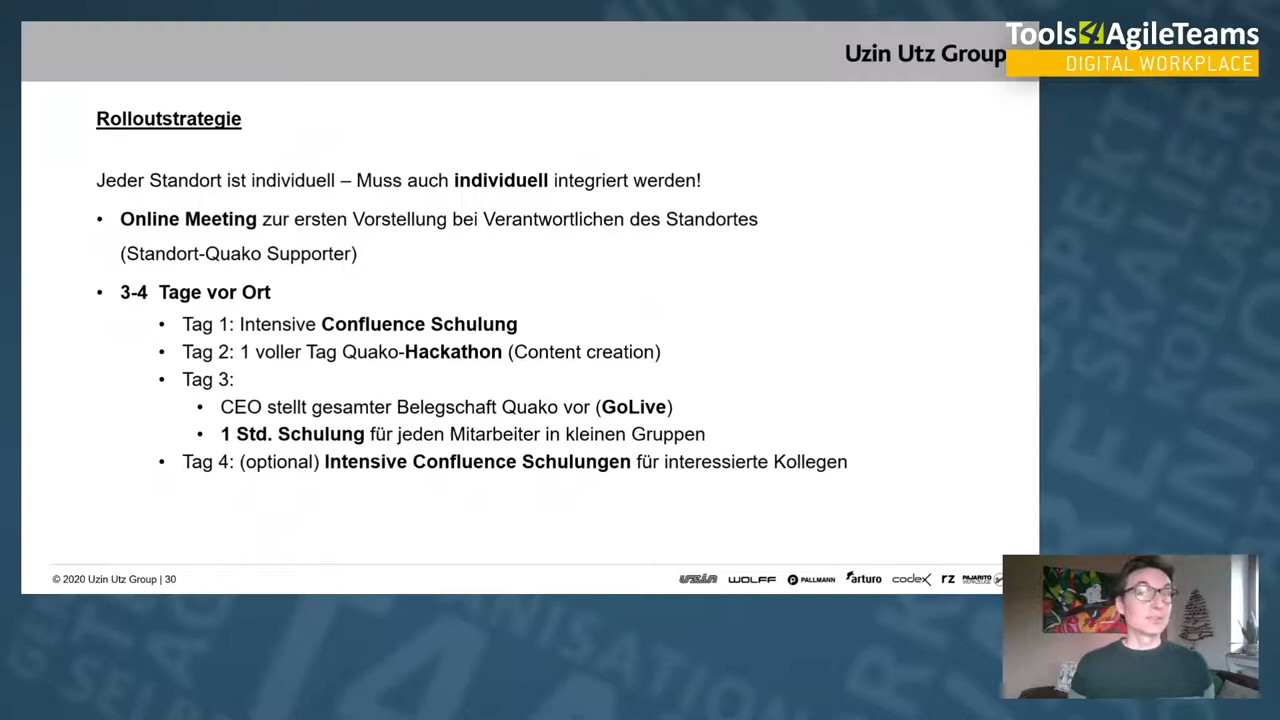 Tools4AgileTeams
DIGITAL WORKPLACE
Uzin Utz Group
Rolloutstrategie
Jeder Standort ist individuell – Muss auch individuell integriert werden!
• Online Meeting zur ersten Vorstellung bei Verantwortlichen des Standortes
(Standort-Quako Supporter)
• 3-4 Tage vor Ort
• Tag 1: Intensive Confluence Schulung
• Tag 2: 1 voller Tag Quako-Hackathon (Content creation)
• Tag 3:
• CEO stellt gesamter Belegschaft Quako vor (GoLive)
• 1 Std. Schulung für jeden Mitarbeiter in kleinen Gruppen
• Tag 4: (optional) Intensive Confluence Schulungen für interessierte Kollegen
© 2020 Uzin Utz Group | 30
uzin WOLFF PALLMANN arturo codex RZ PAJARITO